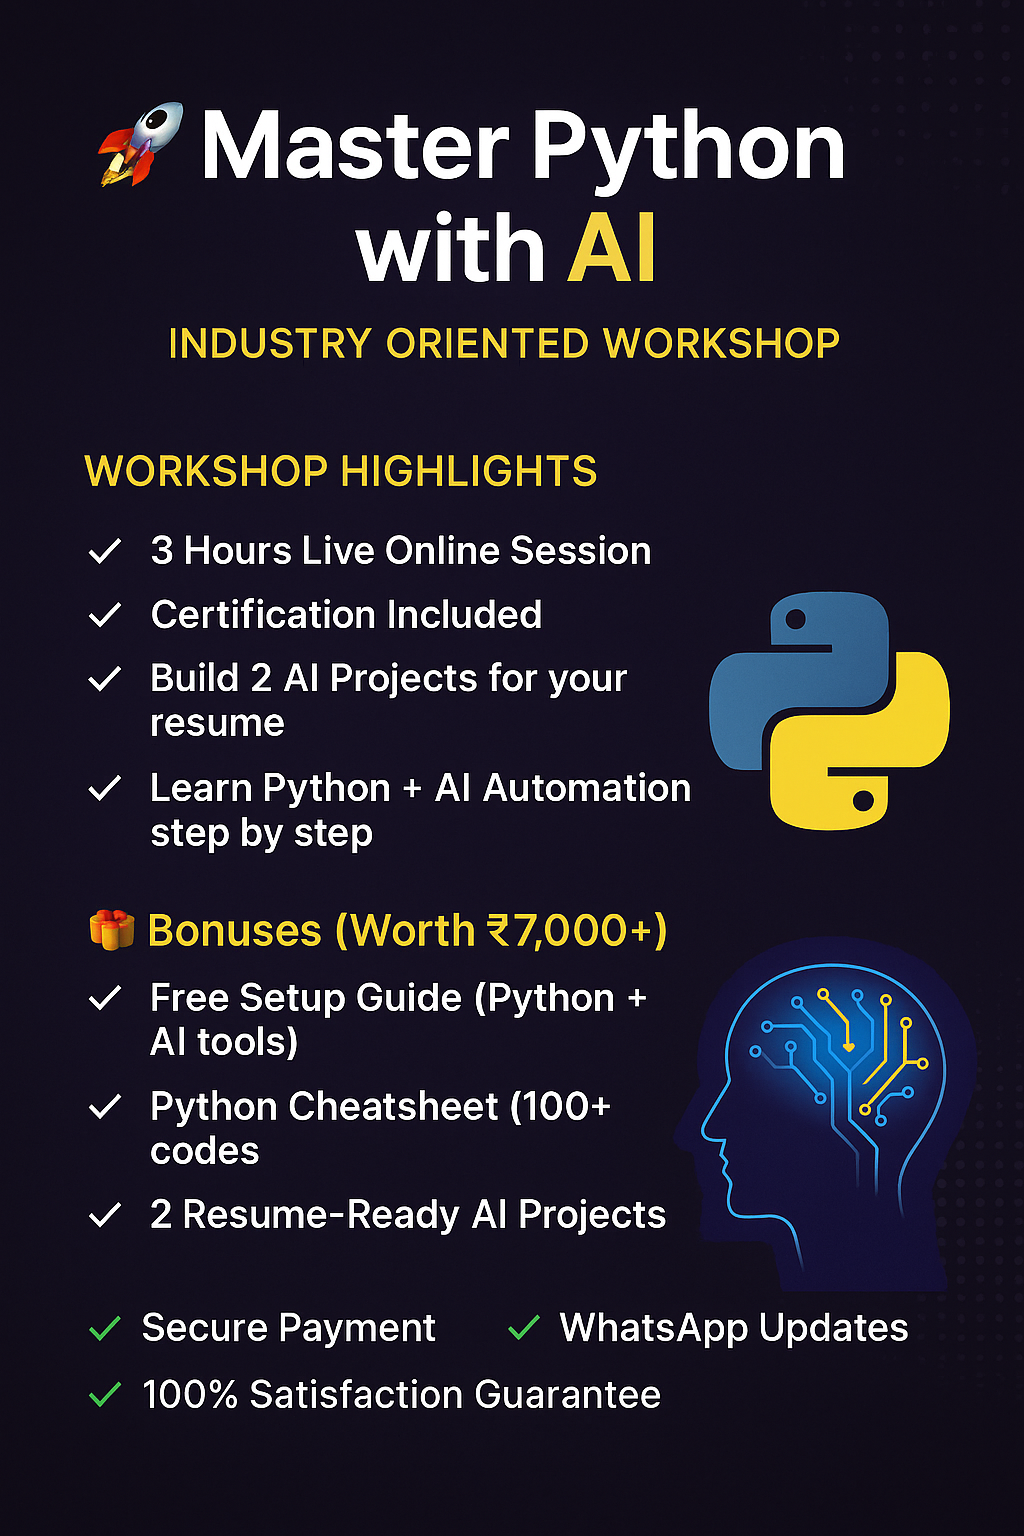 Master Python
with AI
INDUSTRY ORIENTED WORKSHOP
WORKSHOP HIGHLIGHTS
3 Hours Live Online Session
Certification Included
Build 2 AI Projects for your
resume
Learn Python + AI Automation
step by step
Bonuses (Worth ₹7,000+)
Free Setup Guide (Python +
AI tools)
Python Cheatsheet (100+
codes
2 Resume-Ready AI Projects
Secure Payment
WhatsApp Updates
100% Satisfaction Guarantee